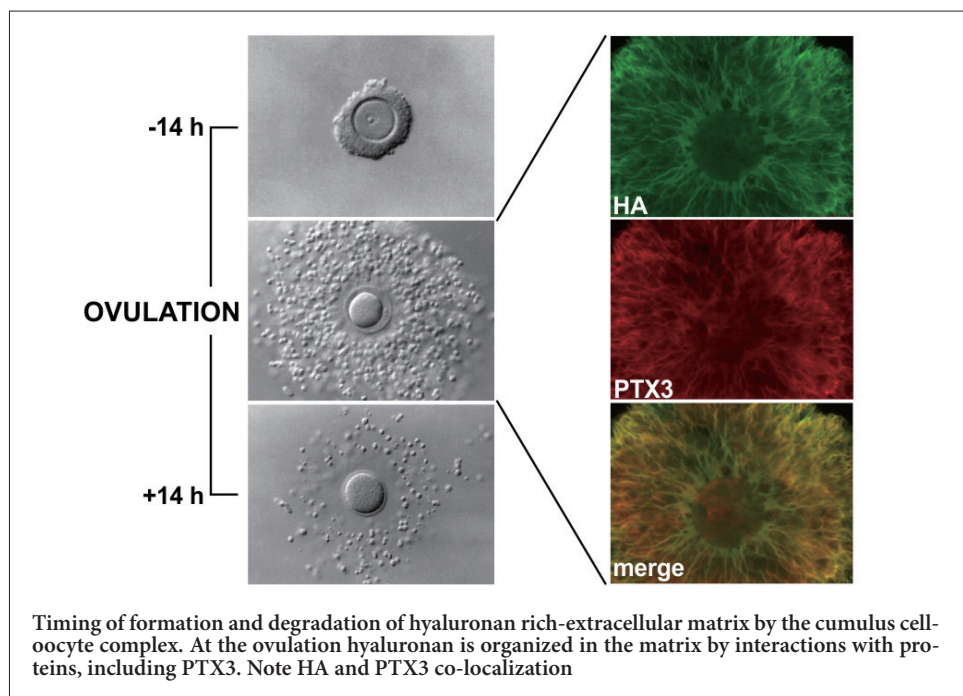 -14 h
OVULATION
+14 h
HA
PTX3
merge
Timing of formation and degradation of hyaluronan rich-extracellular matrix by the cumulus cell-
oocyte complex. At the ovulation hyaluronan is organized in the matrix by interactions with pro-
teins, including PTX3. Note HA and PTX3 co-localization